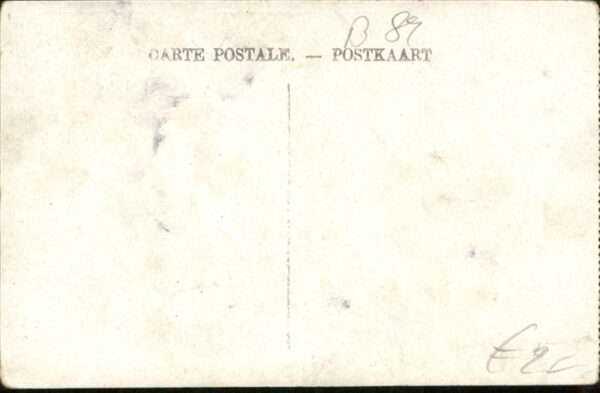 B 89
CARTE POSTALE. — POSTKAART